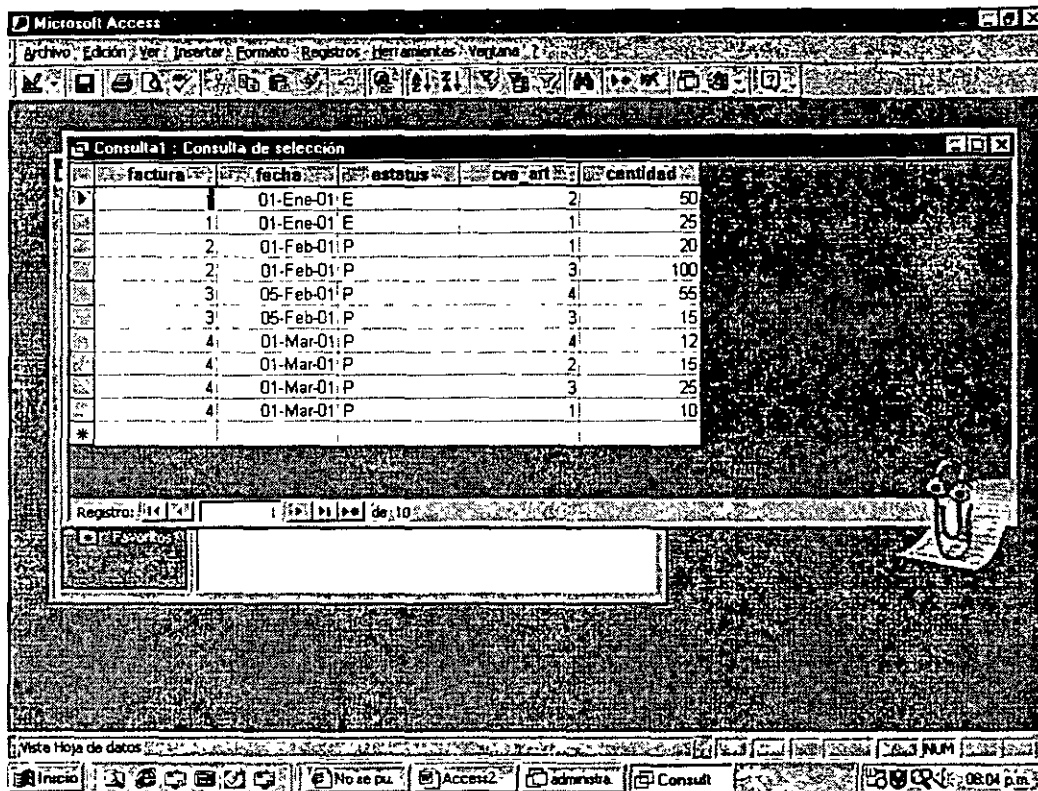 Microsoft Access
Archivo Edición Ver Insertar Formato Registros Herramientas Ventana ?
Consulta1 : Consulta de selección
factura fecha estatus cve_art cantidad
1 01-Ene-01 E 2 50
1 01-Ene-01 E 1 25
2 01-Feb-01 P 1 20
2 01-Feb-01 P 3 100
3 05-Feb-01 P 4 55
3 05-Feb-01 P 3 15
4 01-Mar-01 P 4 12
4 01-Mar-01 P 2 15
4 01-Mar-01 P 3 25
4 01-Mar-01 P 1 10
*
Registro: 1 de 10
Favoritos
Vista Hoja de datos NUM
Inicio No se pu. Access2 administra. Consult 08:04 p.m.